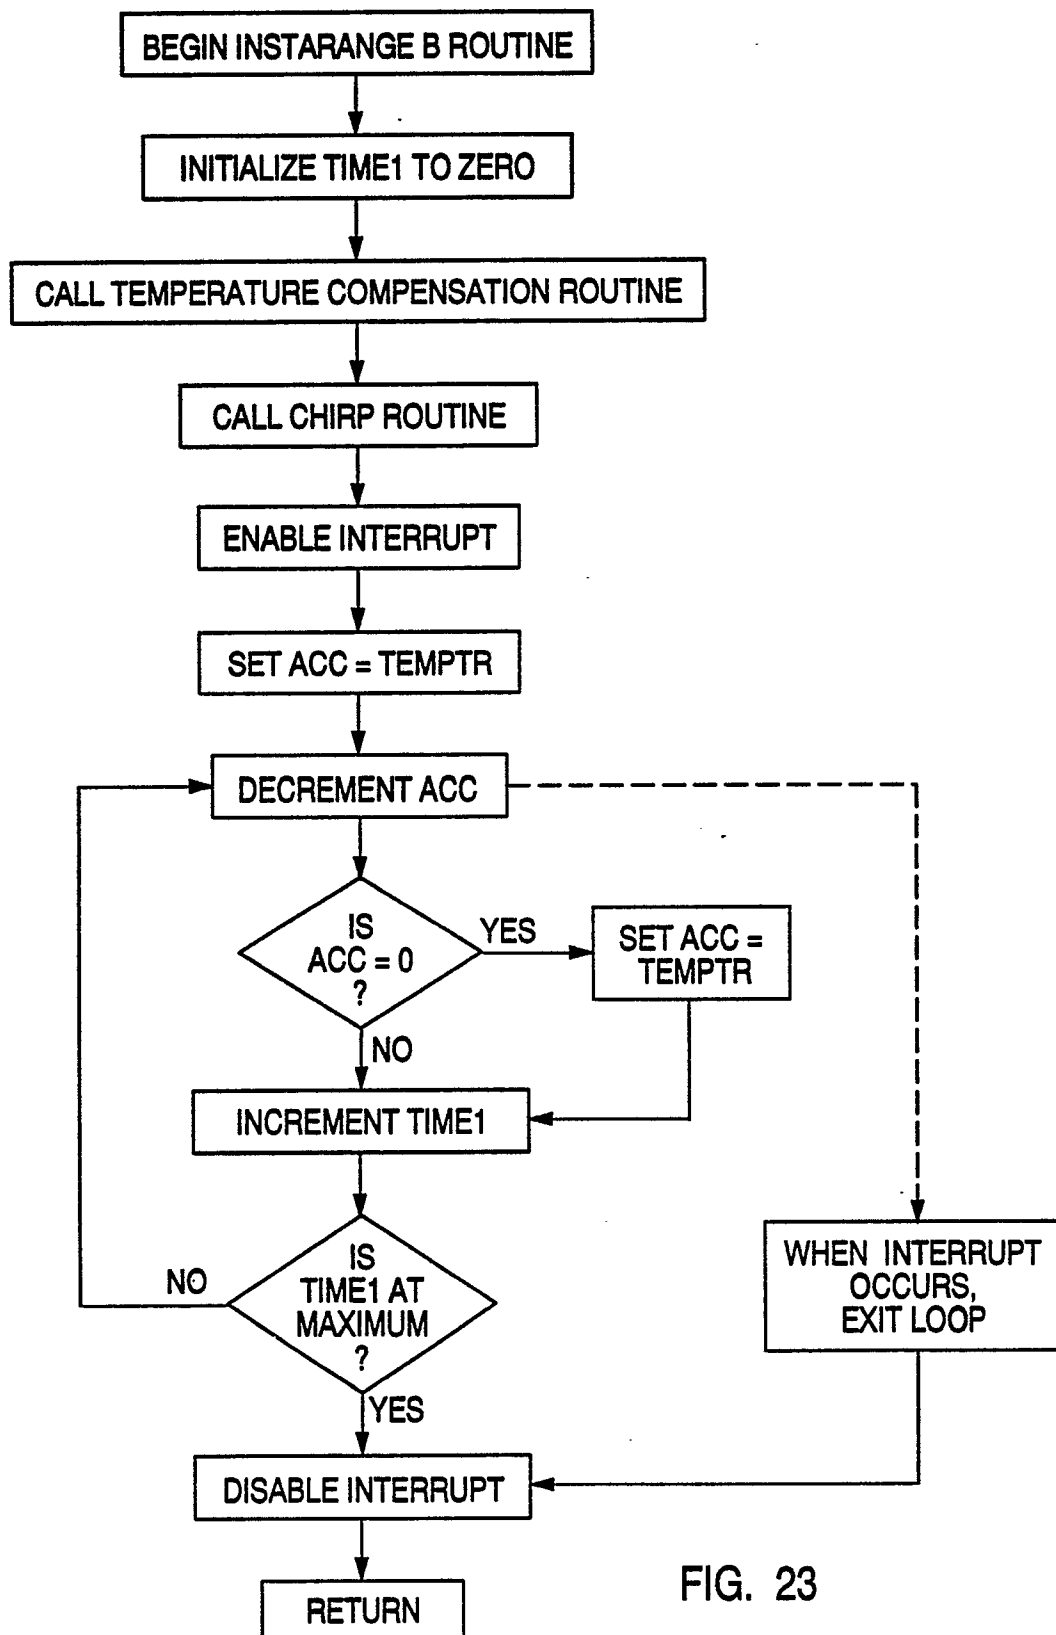 BEGIN INSTARANGE B ROUTINE
INITIALIZE TIME1 TO ZERO
CALL TEMPERATURE COMPENSATION ROUTINE
CALL CHIRP ROUTINE
ENABLE INTERRUPT
SET ACC = TEMPTR
DECREMENT ACC
IS
ACC = 0
?
YES
SET ACC =
TEMPTR
NO
INCREMENT TIME1
IS
TIME1 AT
MAXIMUM
?
NO
WHEN INTERRUPT
OCCURS,
EXIT LOOP
YES
DISABLE INTERRUPT
RETURN
FIG. 23